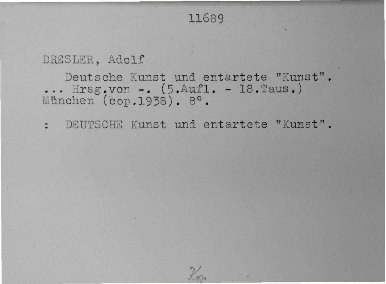 11689
DRESLER, Adolf
Deutsche Kunst und entartete "Kunst".
... Hrsg.von -. (5.Aufl. - 18.Taus.)
München (cop.1938). 8°.
: DEUTSCHE Kunst und entartete "Kunst".
Kop